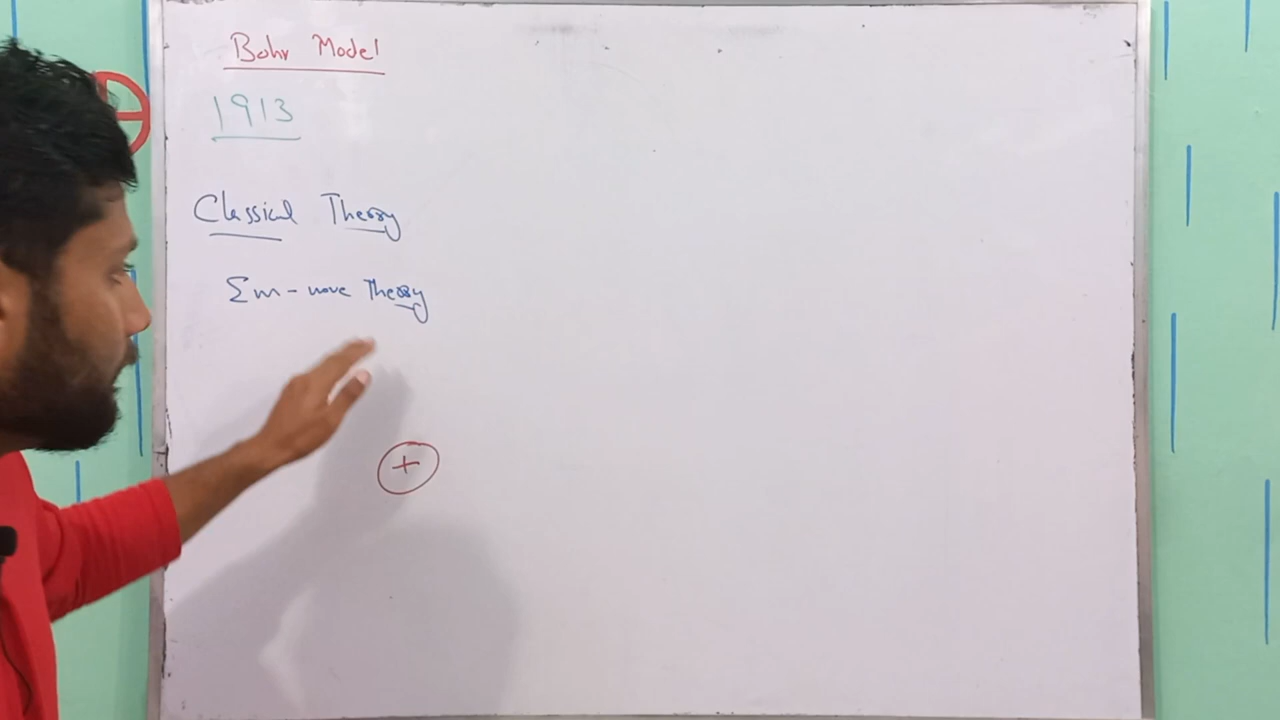 Bohr Model
1913
Classical Theory
Em-wave Theory
+